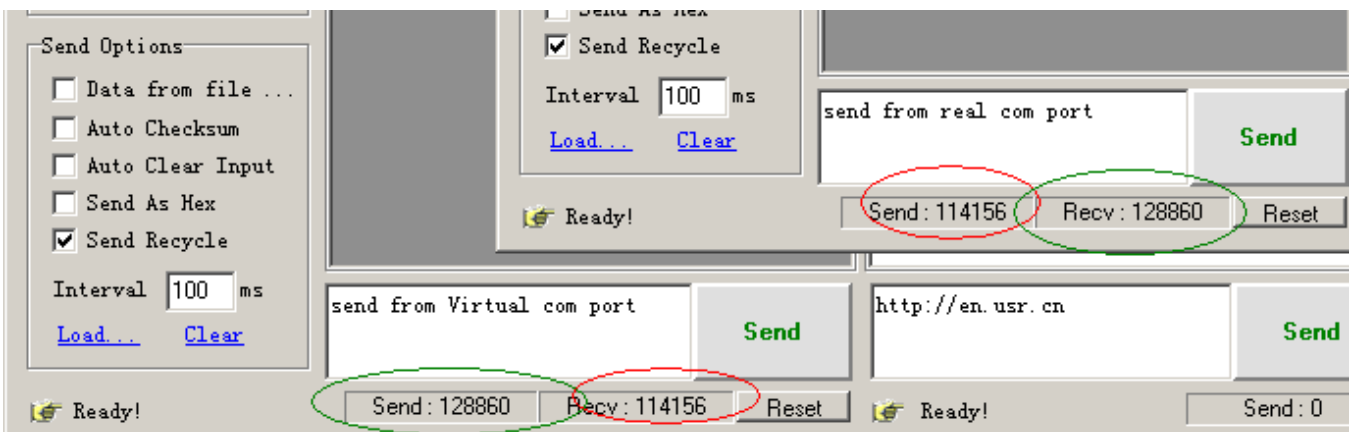 Send Options
Data from file ...
Auto Checksum
Auto Clear Input
Send As Hex
Send Recycle
Interval 100 ms
Load... Clear
Ready!
Send As Hex
Send Recycle
Interval 100 ms
Load... Clear
Ready!
send from real com port
Send
Send : 114156
Recv : 128860
Reset
send from Virtual com port
Send
Send : 128860
Recv : 114156
Reset
http://en.usr.cn
Send
Ready!
Send : 0